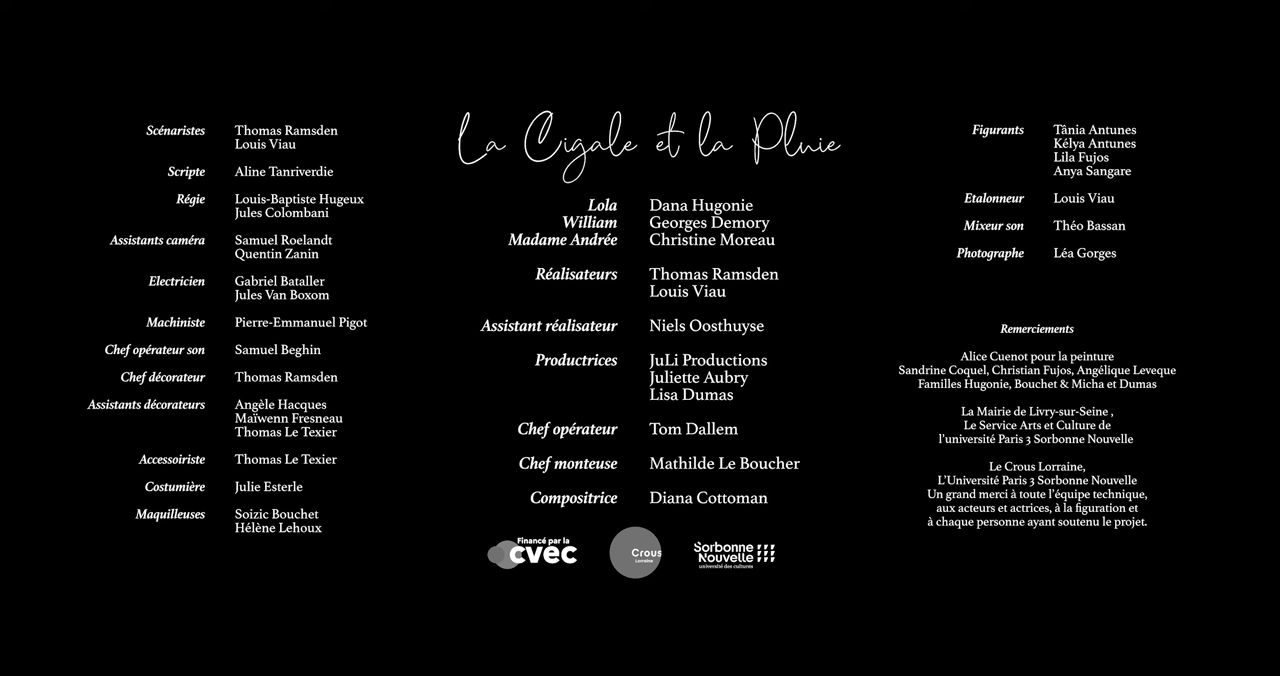 Scénaristes Thomas Ramsden
Louis Viau
Scripte Aline Tanriverdie
Régie Louis-Baptiste Hugeux
Jules Colombani
Assistants caméra Samuel Roelandt
Quentin Zanin
Electricien Gabriel Bataller
Jules Van Boxom
Machiniste Pierre-Emmanuel Pigot
Chef opérateur son Samuel Beghin
Chef décorateur Thomas Ramsden
Assistants décorateurs Angèle Hacques
Maïwenn Fresneau
Thomas Le Texier
Accessoiriste Thomas Le Texier
Costumière Julie Esterle
Maquilleuses Soizic Bouchet
Hélène Lehoux
La Cigale et la Pluie
Lola Dana Hugonie
William Georges Demory
Madame Andrée Christine Moreau
Réalisateurs Thomas Ramsden
Louis Viau
Assistant réalisateur Niels Oosthuyse
Productrices JuLi Productions
Juliette Aubry
Lisa Dumas
Chef opérateur Tom Dallem
Chef monteuse Mathilde Le Boucher
Compositrice Diana Cottoman
Financé par la
cvec
Crous
Lorraine
Sorbonne
Nouvelle
université des cultures
Figurants Tânia Antunes
Kélya Antunes
Lila Fujos
Anya Sangare
Etalonneur Louis Viau
Mixeur son Théo Bassan
Photographe Léa Gorges
Remerciements
Alice Cuenot pour la peinture
Sandrine Coquel, Christian Fujos, Angélique Leveque
Familles Hugonie, Bouchet & Micha et Dumas
La Mairie de Livry-sur-Seine ,
Le Service Arts et Culture de
l'université Paris 3 Sorbonne Nouvelle
Le Crous Lorraine,
L'Université Paris 3 Sorbonne Nouvelle
Un grand merci à toute l'équipe technique,
aux acteurs et actrices, à la figuration et
à chaque personne ayant soutenu le projet.